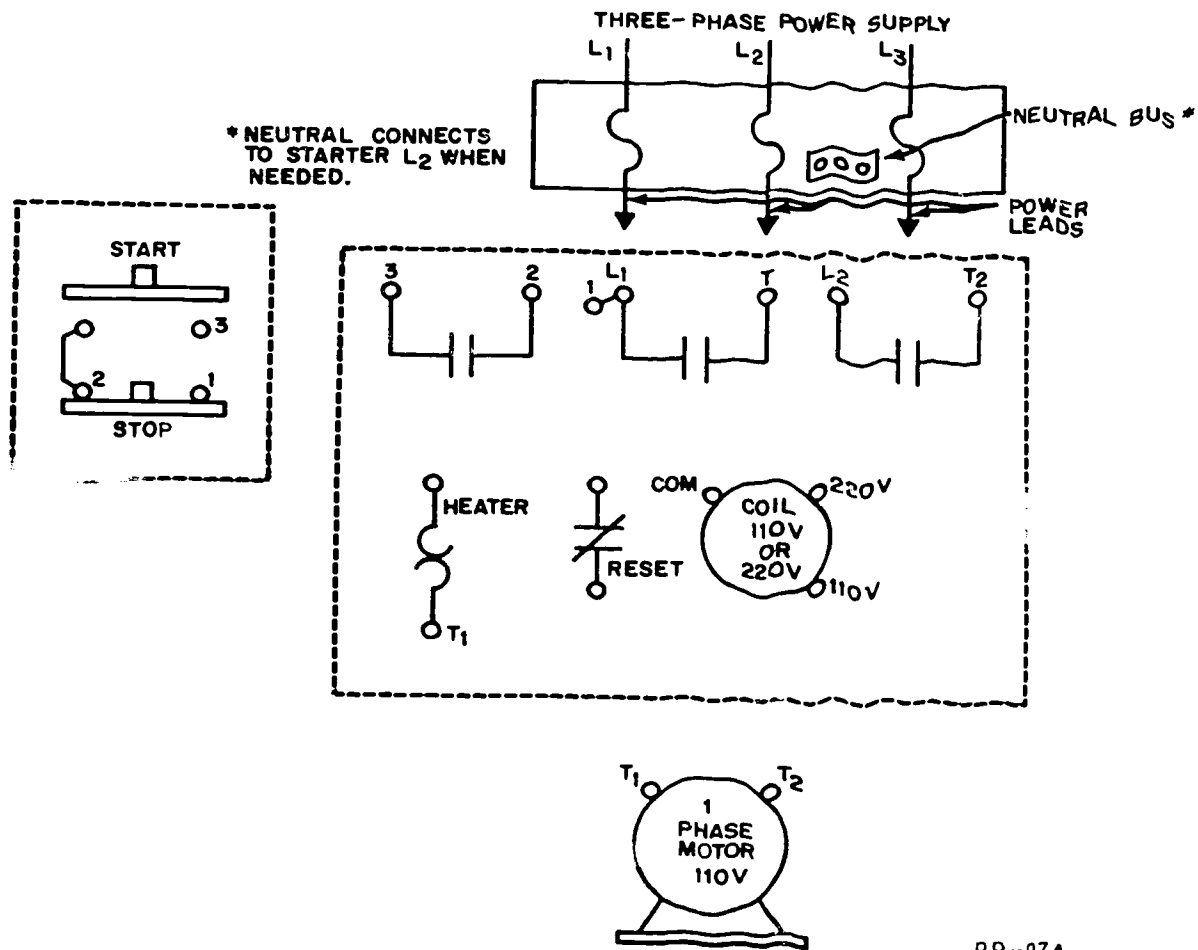 THREE-PHASE POWER SUPPLY
L1 L2 L3
NEUTRAL BUS*
* NEUTRAL CONNECTS
TO STARTER L2 WHEN
NEEDED.
POWER
LEADS
START
3
2 1
STOP
3 2 1 L1 T L2 T2
HEATER
T1
RESET
COM
220V
COIL
110V
OR
220V
110V
T1 T2
1
PHASE
MOTOR
110V